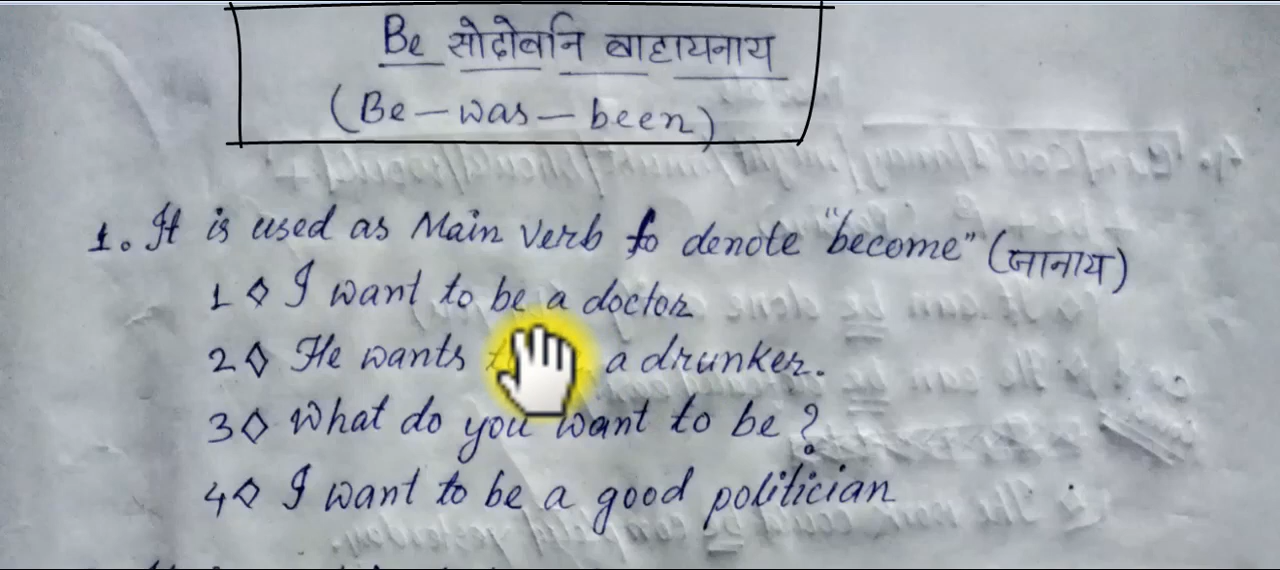 Be सोदोबनि बाहायनाय
(Be – was – been)
1. It is used as Main verb to denote "become" (जानाय)
1◇ I want to be a doctor
2◇ He wants a drunker.
3◇ What do you want to be ?
4◇ I want to be a good politician